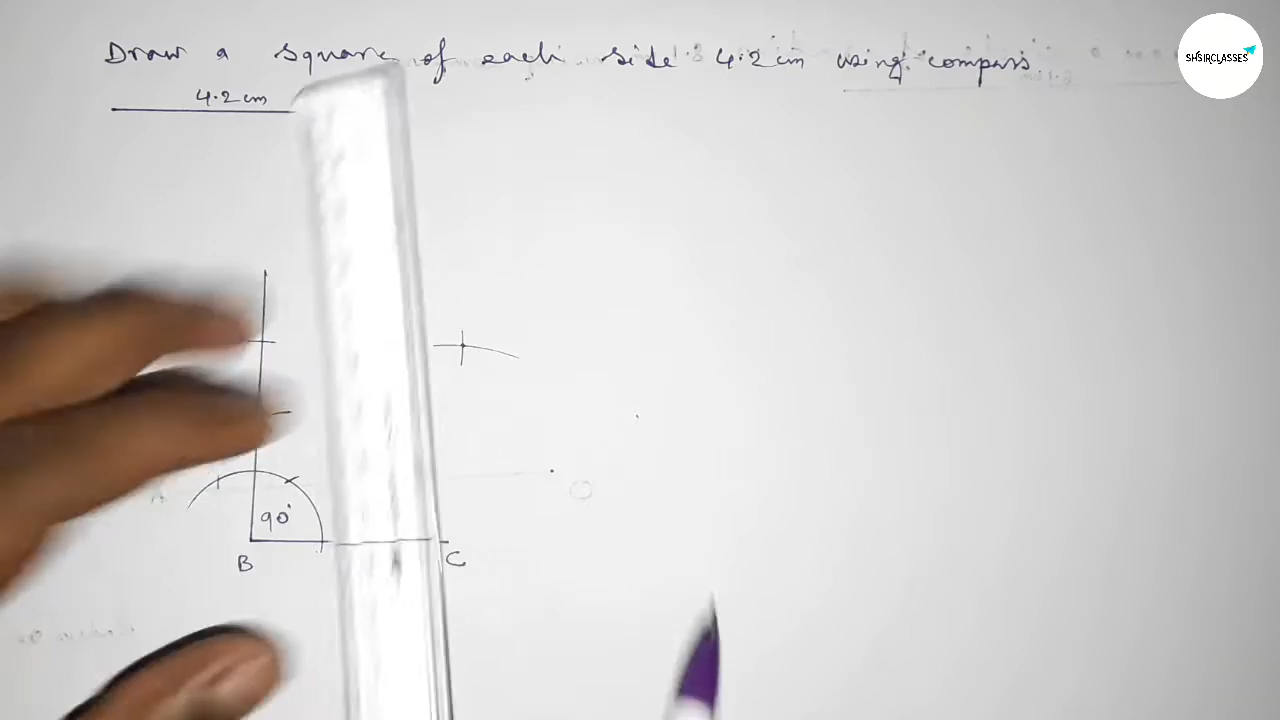 Draw a square of each side 4.2 cm using compass
SHSIRCLASSES
4.2 cm
90°
B
C